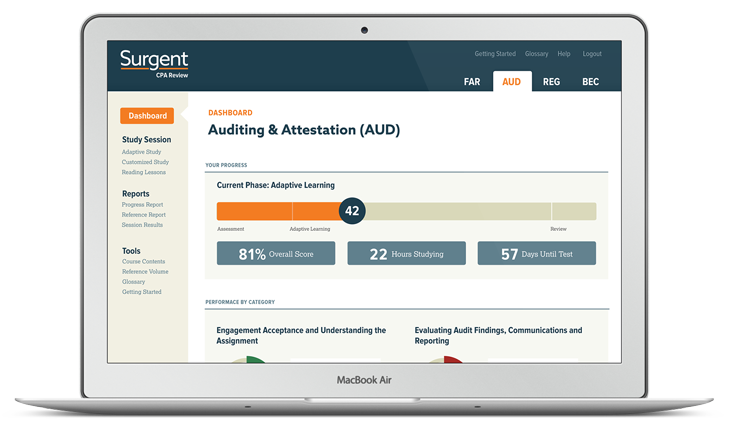 Surgent
CPA Review
Getting Started Glossary Help Logout
FAR AUD REG BEC
Dashboard
Study Session
Adaptive Study
Customized Study
Reading Lessons
Reports
Progress Report
Reference Report
Session Results
Tools
Course Contents
Reference Volume
Glossary
Getting Started
DASHBOARD
Auditing & Attestation (AUD)
YOUR PROGRESS
Current Phase: Adaptive Learning
42
Assessment Adaptive Learning Review
81% Overall Score
22 Hours Studying
57 Days Until Test
PERFORMACE BY CATEGORY
Engagement Acceptance and Understanding the
Assignment
Evaluating Audit Findings, Communications and
Reporting
MacBook Air